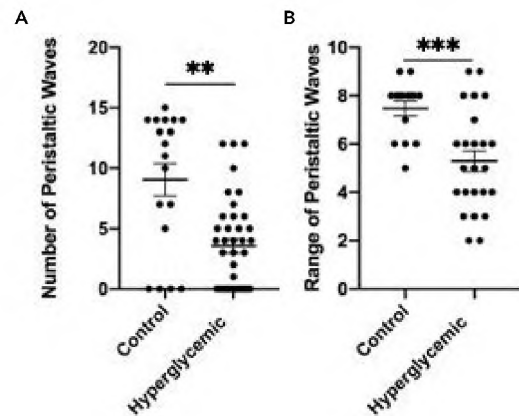 A
Number of Peristaltic Waves
20
15
10
5
0
**
Control
Hyperglycemic
B
Range of Peristaltic Waves
10
8
6
4
2
0
***
Control
Hyperglycemic